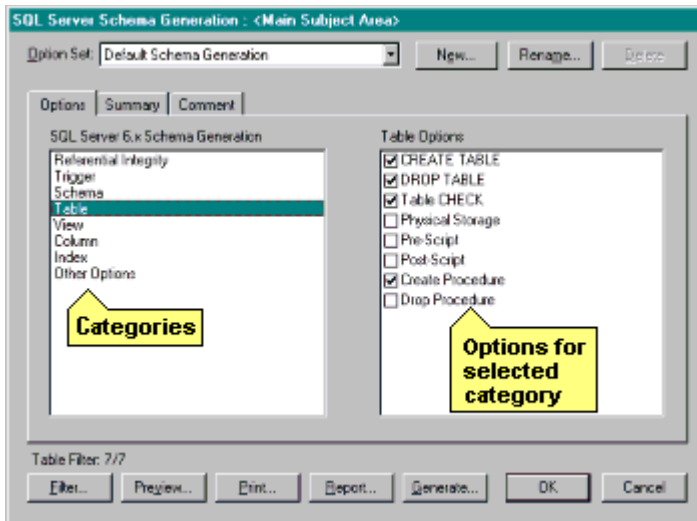 SQL Server Schema Generation : <Main Subject Area>
Option Set: Default Schema Generation
New...
Rename...
Delete
Options
Summary
Comment
SQL Server 6.x Schema Generation
Referential Integrity
Trigger
Schema
Table
View
Column
Index
Other Options
Categories
Table Options
CREATE TABLE
DROP TABLE
Table CHECK
Physical Storage
Pre-Script
Post-Script
Create Procedure
Drop Procedure
Options for
selected
category
Table Filter: 7/7
Filter...
Preview...
Print...
Report...
Generate...
OK
Cancel